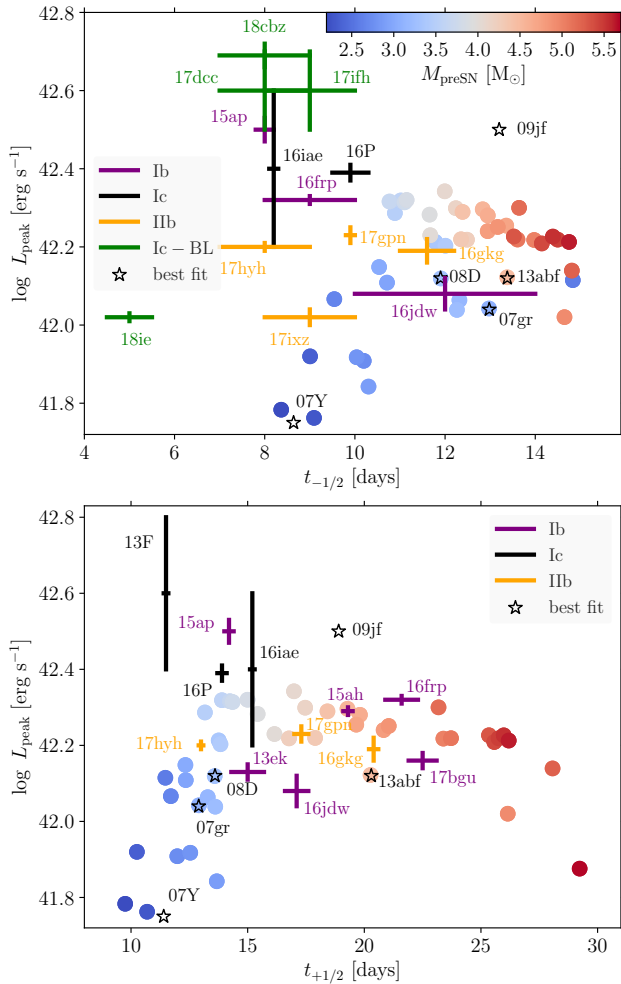 18cbz
2.5 3.0 3.5 4.0 4.5 5.0 5.5
M_preSN [M⊙]
42.8
17dcc
17ifh
42.6
15ap
09jf
16iae
16P
42.4
Ib
Ic
IIb
Ic − BL
best fit
16frp
17gpn
16gkg
42.2
17hyh
08D
13abf
16jdw
07gr
42.0
18ie
17ixz
07Y
41.8
log L_peak [erg s⁻¹]
4 6 8 10 12 14
t_−1/2 [days]
42.8
13F
Ib
Ic
IIb
best fit
42.6
15ap
09jf
16iae
42.4
16P
15ah
16frp
17gpn
17hyh
16gkg
42.2
13ek
17bgu
08D
13abf
16jdw
07gr
42.0
07Y
41.8
log L_peak [erg s⁻¹]
10 15 20 25 30
t_+1/2 [days]